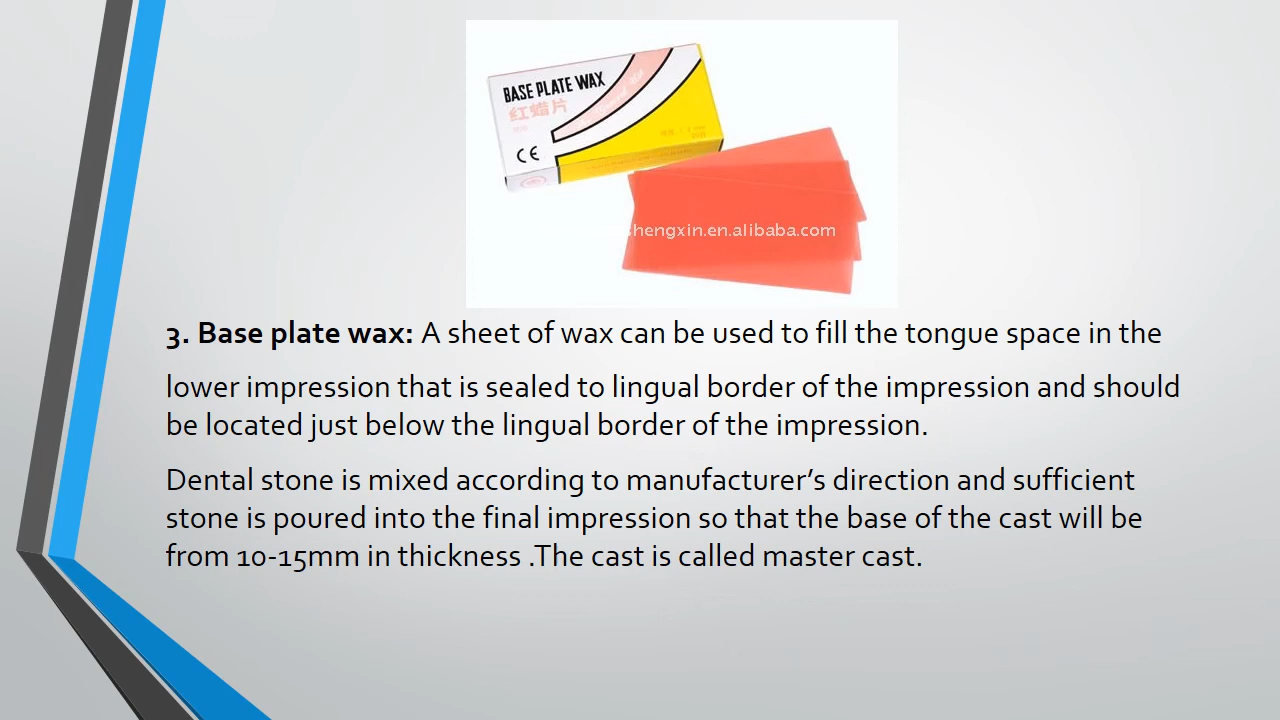 BASE PLATE WAX
红蜡片
CE
shengxin.en.alibaba.com
3. Base plate wax: A sheet of wax can be used to fill the tongue space in the
lower impression that is sealed to lingual border of the impression and should
be located just below the lingual border of the impression.
Dental stone is mixed according to manufacturer’s direction and sufficient
stone is poured into the final impression so that the base of the cast will be
from 10-15mm in thickness .The cast is called master cast.